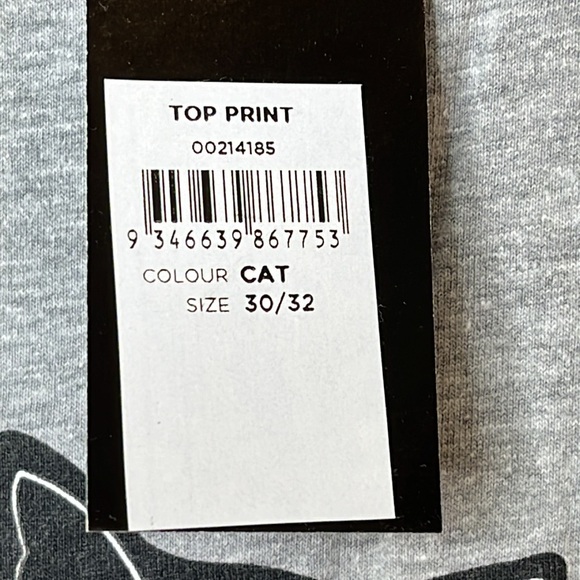 TOP PRINT
00214185
9 346639 867753
COLOUR CAT
SIZE 30/32